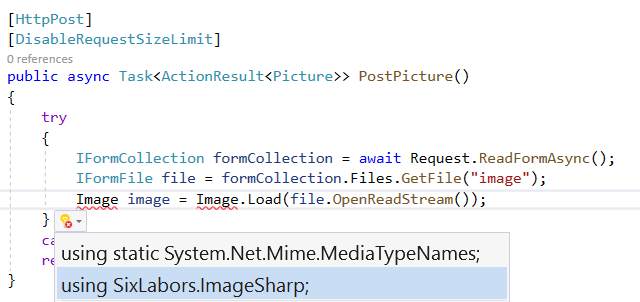 [HttpPost]
[DisableRequestSizeLimit]
0 references
public async Task<ActionResult<Picture>> PostPicture()
{
try
{
IFormCollection formCollection = await Request.ReadFormAsync();
IFormFile file = formCollection.Files.GetFile("image");
Image image = Image.Load(file.OpenReadStream());
}
ca
using static System.Net.Mime.MediaTypeNames;
re
using SixLabors.ImageSharp;
}